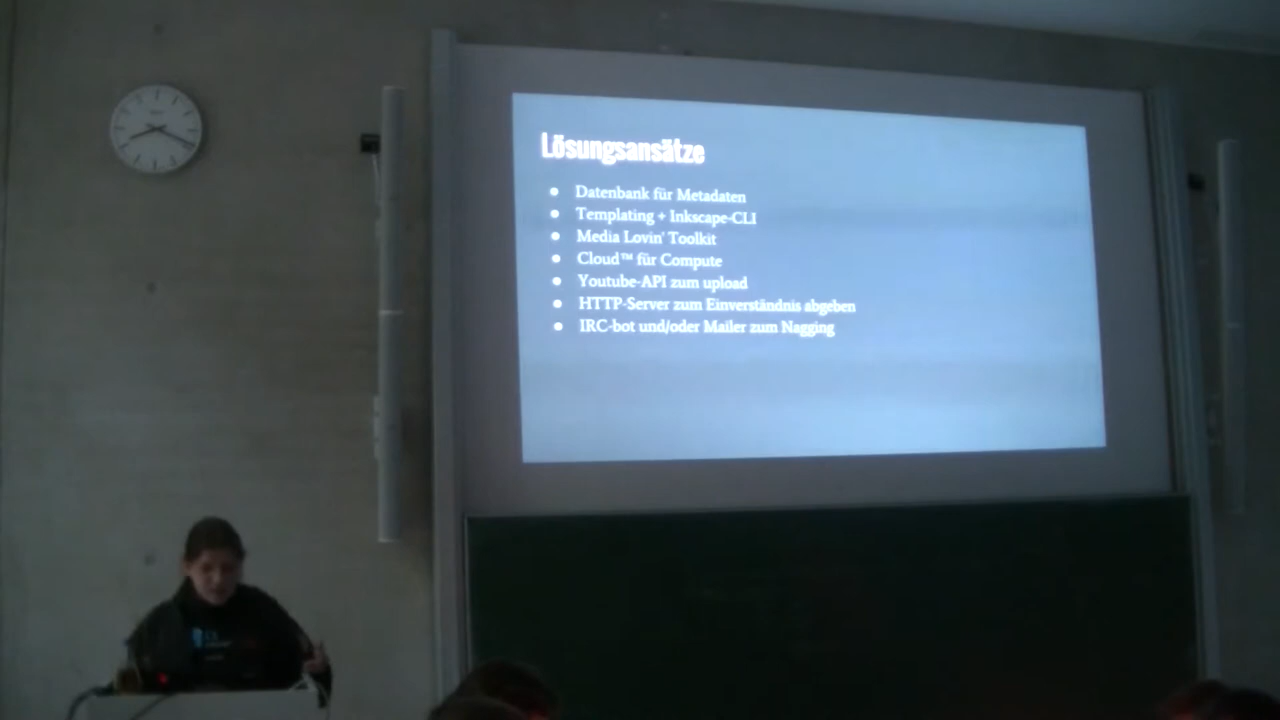 Lösungsansätze
Datenbank für Metadaten
Templating + Inkscape-CLI
Media Lovin' Toolkit
Cloud™ für Compute
Youtube-API zum upload
HTTP-Server zum Einverständnis abgeben
IRC-bot und/oder Mailer zum Nagging